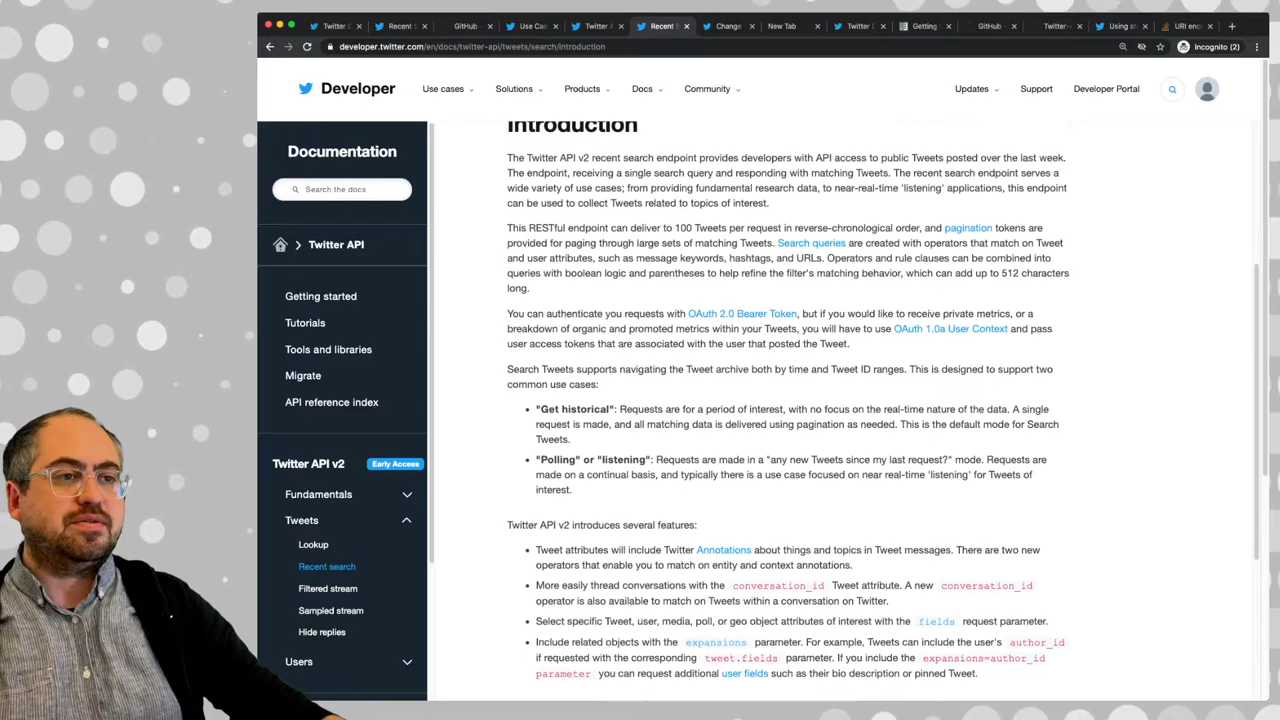 Twitter D
Recent S
GitHub -
Use Cas
Twitter A
Recent S
Change
New Tab
Twitter D
Getting
GitHub -
Twitter-
Using sit
URI enc
developer.twitter.com/en/docs/twitter-api/tweets/search/introduction
Incognito (2)
Developer
Use cases
Solutions
Products
Docs
Community
Updates
Support
Developer Portal
Documentation
Search the docs
Twitter API
Getting started
Tutorials
Tools and libraries
Migrate
API reference index
Twitter API v2
Early Access
Fundamentals
Tweets
Lookup
Recent search
Filtered stream
Sampled stream
Hide replies
Users
Introduction
The Twitter API v2 recent search endpoint provides developers with API access to public Tweets posted over the last week.
The endpoint, receiving a single search query and responding with matching Tweets. The recent search endpoint serves a
wide variety of use cases; from providing fundamental research data, to near-real-time 'listening' applications, this endpoint
can be used to collect Tweets related to topics of interest.
This RESTful endpoint can deliver to 100 Tweets per request in reverse-chronological order, and pagination tokens are
provided for paging through large sets of matching Tweets. Search queries are created with operators that match on Tweet
and user attributes, such as message keywords, hashtags, and URLs. Operators and rule clauses can be combined into
queries with boolean logic and parentheses to help refine the filter's matching behavior, which can add up to 512 characters
long.
You can authenticate you requests with OAuth 2.0 Bearer Token, but if you would like to receive private metrics, or a
breakdown of organic and promoted metrics within your Tweets, you will have to use OAuth 1.0a User Context and pass
user access tokens that are associated with the user that posted the Tweet.
Search Tweets supports navigating the Tweet archive both by time and Tweet ID ranges. This is designed to support two
common use cases:
• "Get historical": Requests are for a period of interest, with no focus on the real-time nature of the data. A single
request is made, and all matching data is delivered using pagination as needed. This is the default mode for Search
Tweets.
• "Polling" or "listening": Requests are made in a "any new Tweets since my last request?" mode. Requests are
made on a continual basis, and typically there is a use case focused on near real-time 'listening' for Tweets of
interest.
Twitter API v2 introduces several features:
• Tweet attributes will include Twitter Annotations about things and topics in Tweet messages. There are two new
operators that enable you to match on entity and context annotations.
• More easily thread conversations with the conversation_id Tweet attribute. A new conversation_id
operator is also available to match on Tweets within a conversation on Twitter.
• Select specific Tweet, user, media, poll, or geo object attributes of interest with the fields request parameter.
• Include related objects with the expansions parameter. For example, Tweets can include the user's author_id
if requested with the corresponding tweet.fields parameter. If you include the expansions=author_id
parameter you can request additional user fields such as their bio description or pinned Tweet.